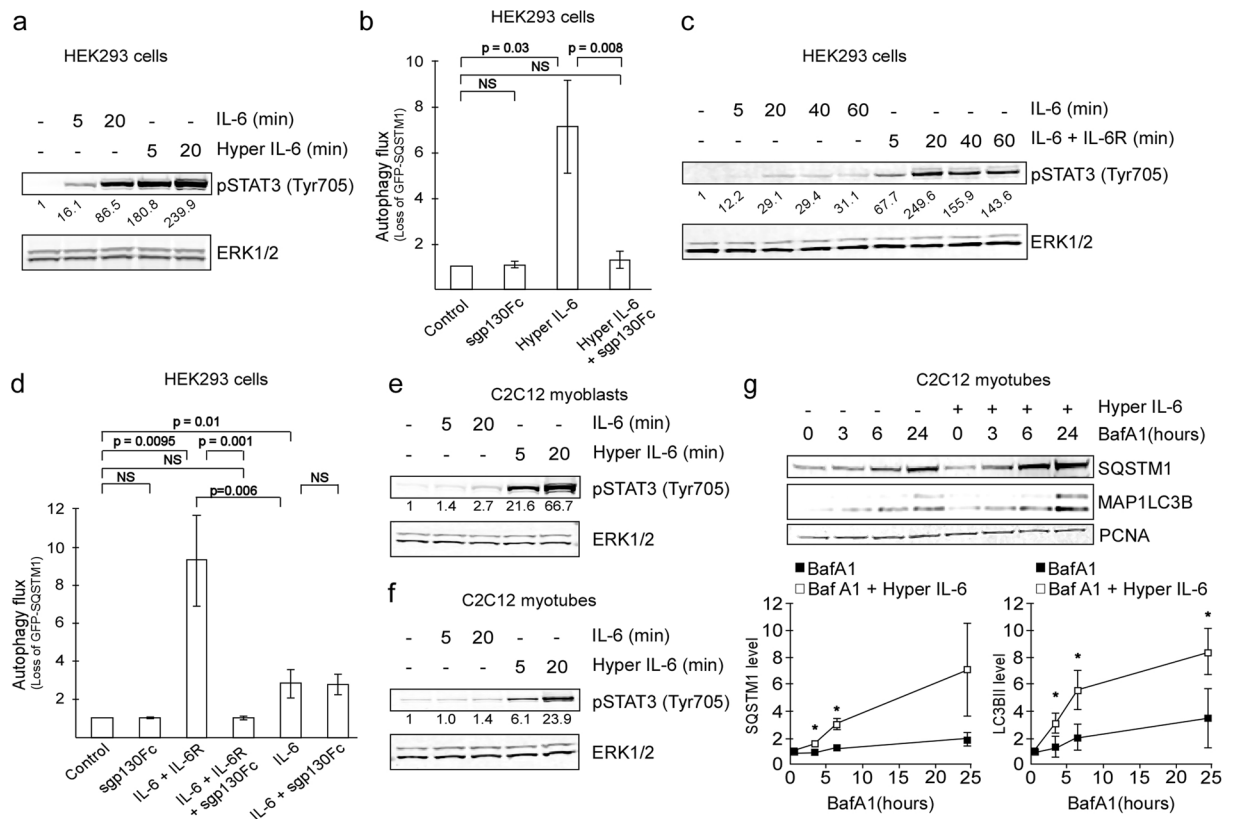 a
HEK293 cells
- 5 20 - - IL-6 (min)
- - - 5 20 Hyper IL-6 (min)
pSTAT3 (Tyr705)
1 16.1 86.5 180.8 239.9
ERK1/2
b
HEK293 cells
p = 0.03 p = 0.008
NS
NS
Autophagy flux
(Loss of GFP-SQSTM1)
10
8
6
4
2
Control
sgp130Fc
Hyper IL-6
Hyper IL-6
+ sgp130Fc
c
HEK293 cells
- 5 20 40 60 - - - - IL-6 (min)
- - - - - 5 20 40 60 IL-6 + IL-6R (min)
pSTAT3 (Tyr705)
1 12.2 29.1 29.4 31.1 67.7 249.6 155.9 143.6
ERK1/2
d
HEK293 cells
p = 0.01
p = 0.0095 p = 0.001
NS
NS NS
p=0.006
Autophagy flux
(Loss of GFP-SQSTM1)
12
10
8
6
4
2
Control
sgp130Fc
IL-6 + IL-6R
IL-6 + IL-6R
+ sgp130Fc
IL-6
IL-6 + sgp130Fc
e
C2C12 myoblasts
- 5 20 - - IL-6 (min)
- - - 5 20 Hyper IL-6 (min)
pSTAT3 (Tyr705)
1 1.4 2.7 21.6 66.7
ERK1/2
f
C2C12 myotubes
- 5 20 - - IL-6 (min)
- - - 5 20 Hyper IL-6 (min)
pSTAT3 (Tyr705)
1 1.0 1.4 6.1 23.9
ERK1/2
g
C2C12 myotubes
- - - - + + + + Hyper IL-6
0 3 6 24 0 3 6 24 BafA1(hours)
SQSTM1
MAP1LC3B
PCNA
BafA1
Baf A1 + Hyper IL-6
SQSTM1 level
12
10
8
6
4
2
0
* *
0 5 10 15 20 25
BafA1(hours)
BafA1
Baf A1 + Hyper IL-6
LC3BII level
12
10
8
6
4
2
0
* * *
0 5 10 15 20 25
BafA1(hours)